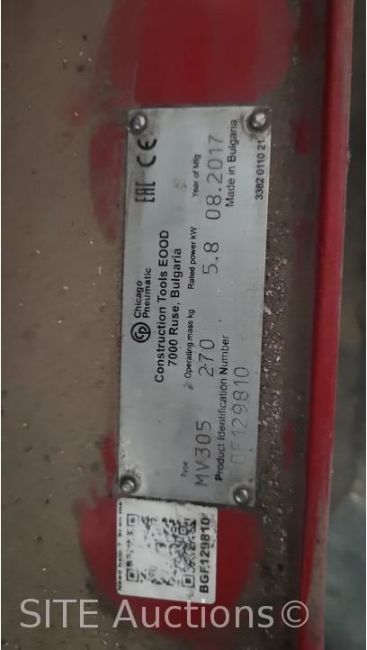 Chicago
Pneumatic
EAC CE
Construction Tools EOOD
7000 Ruse, Bulgaria
Type Operating mass kg Rated power kW Year of Mfg
MV305 270 5.8 08.2017
Product Identification Number Made in Bulgaria
3382 0110 21
BGF129810
SITE Auctions©